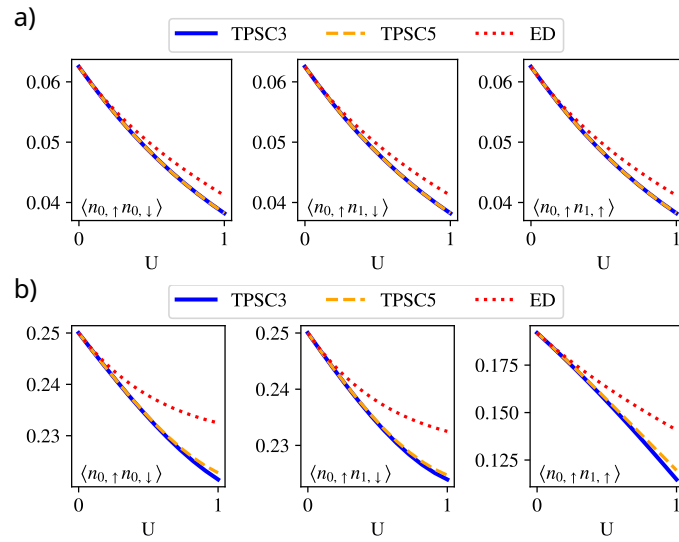 a)
TPSC3 TPSC5 ED
0.06
0.05
0.04
⟨n0,↑n0,↓⟩
0 1
U
0.06
0.05
0.04
⟨n0,↑n1,↓⟩
0 1
U
0.06
0.05
0.04
⟨n0,↑n1,↑⟩
0 1
U
b)
TPSC3 TPSC5 ED
0.25
0.24
0.23
⟨n0,↑n0,↓⟩
0 1
U
0.25
0.24
0.23
⟨n0,↑n1,↓⟩
0 1
U
0.175
0.150
0.125
⟨n0,↑n1,↑⟩
0 1
U